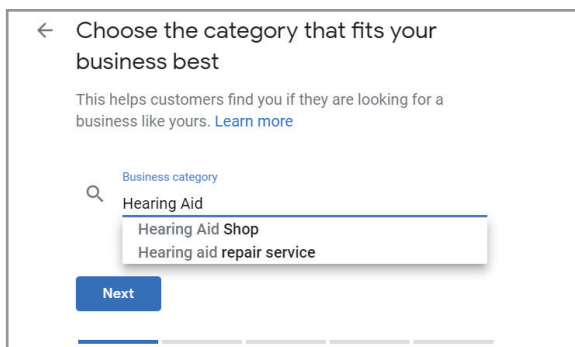 Choose the category that fits your
business best
This helps customers find you if they are looking for a
business like yours. Learn more
Business category
Hearing Aid
Hearing Aid Shop
Hearing aid repair service
Next